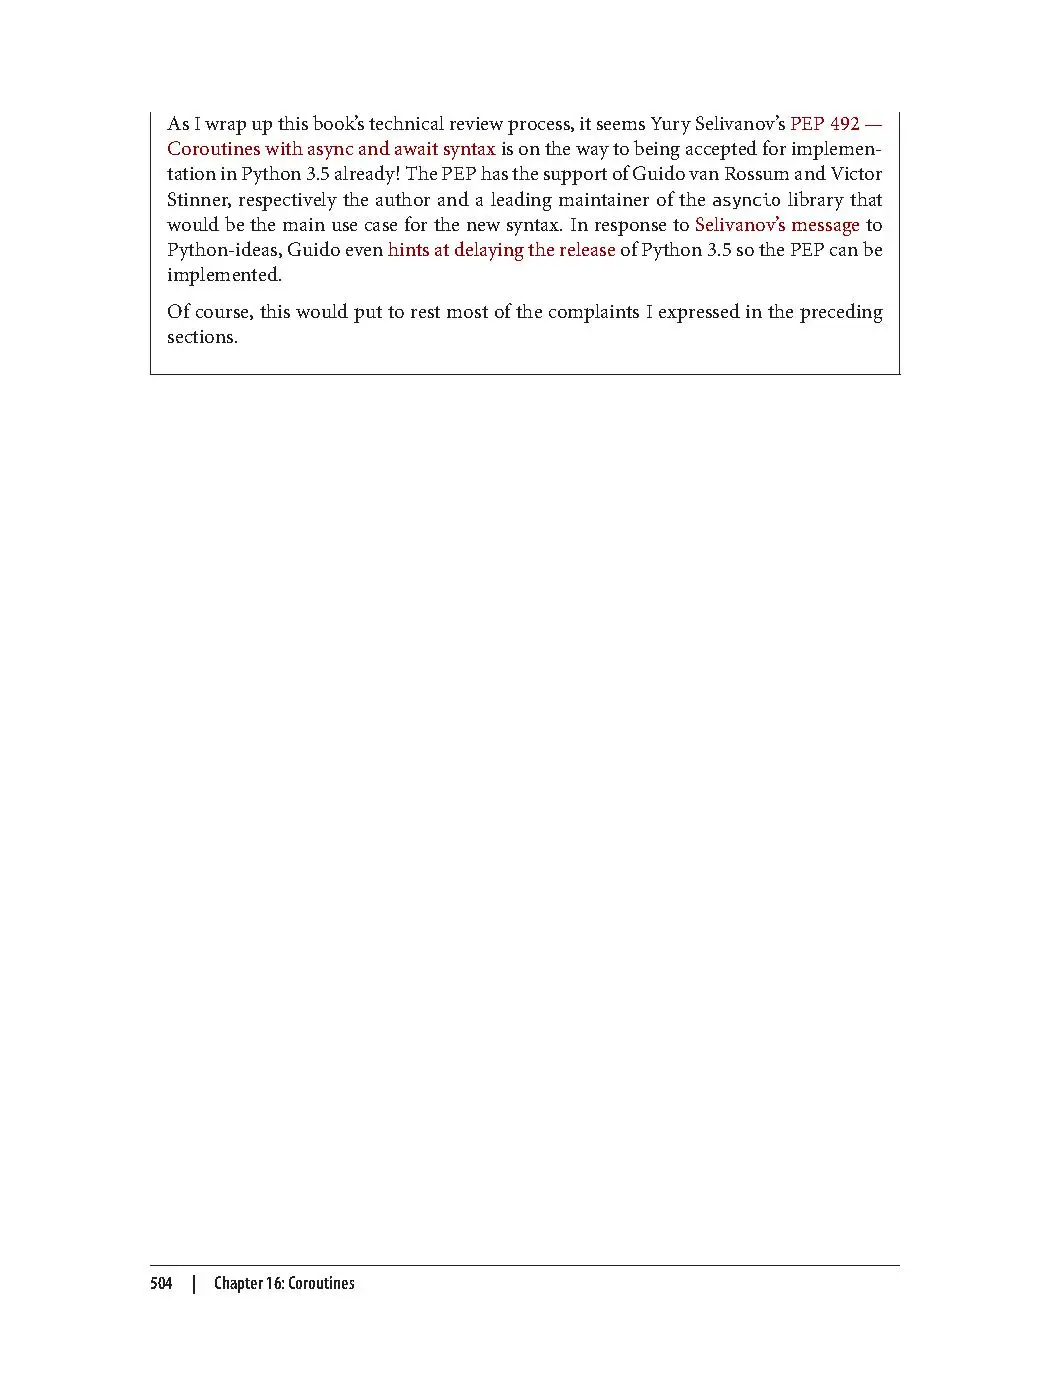 As I wrap up this book’s technical review process, it seems Yury Selivanov’s PEP 492 —
Coroutines with async and await syntax is on the way to being accepted for implemen-
tation in Python 3.5 already! The PEP has the support of Guido van Rossum and Victor
Stinner, respectively the author and a leading maintainer of the asyncio library that
would be the main use case for the new syntax. In response to Selivanov’s message to
Python-ideas, Guido even hints at delaying the release of Python 3.5 so the PEP can be
implemented.
Of course, this would put to rest most of the complaints I expressed in the preceding
sections.
504 | Chapter 16: Coroutines